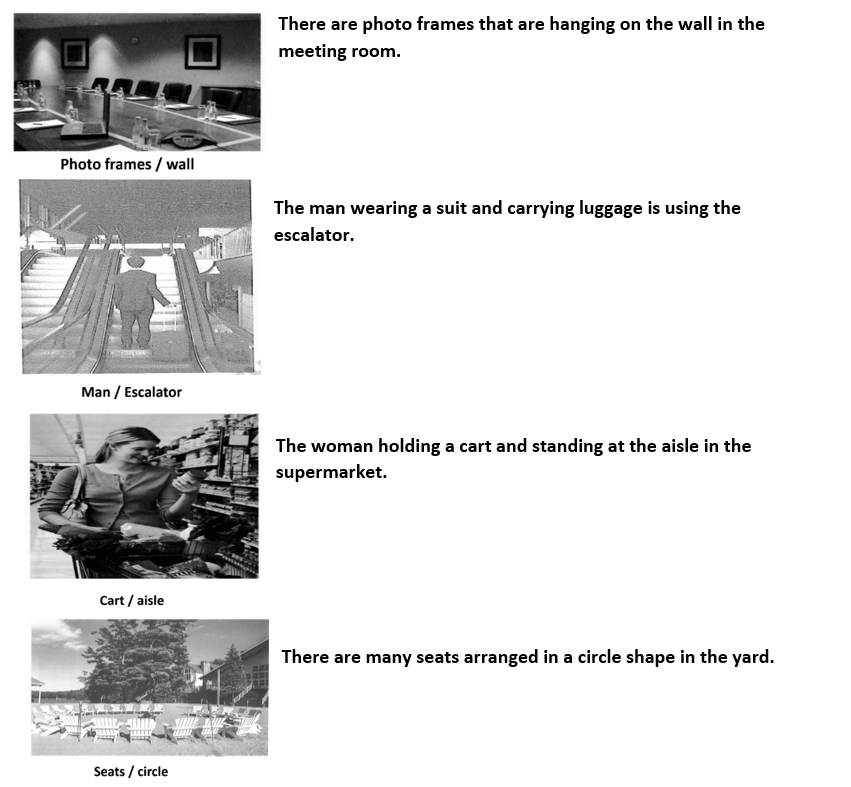 There are photo frames that are hanging on the wall in the
meeting room.
Photo frames / wall
The man wearing a suit and carrying luggage is using the
escalator.
Man / Escalator
The woman holding a cart and standing at the aisle in the
supermarket.
Cart / aisle
There are many seats arranged in a circle shape in the yard.
Seats / circle